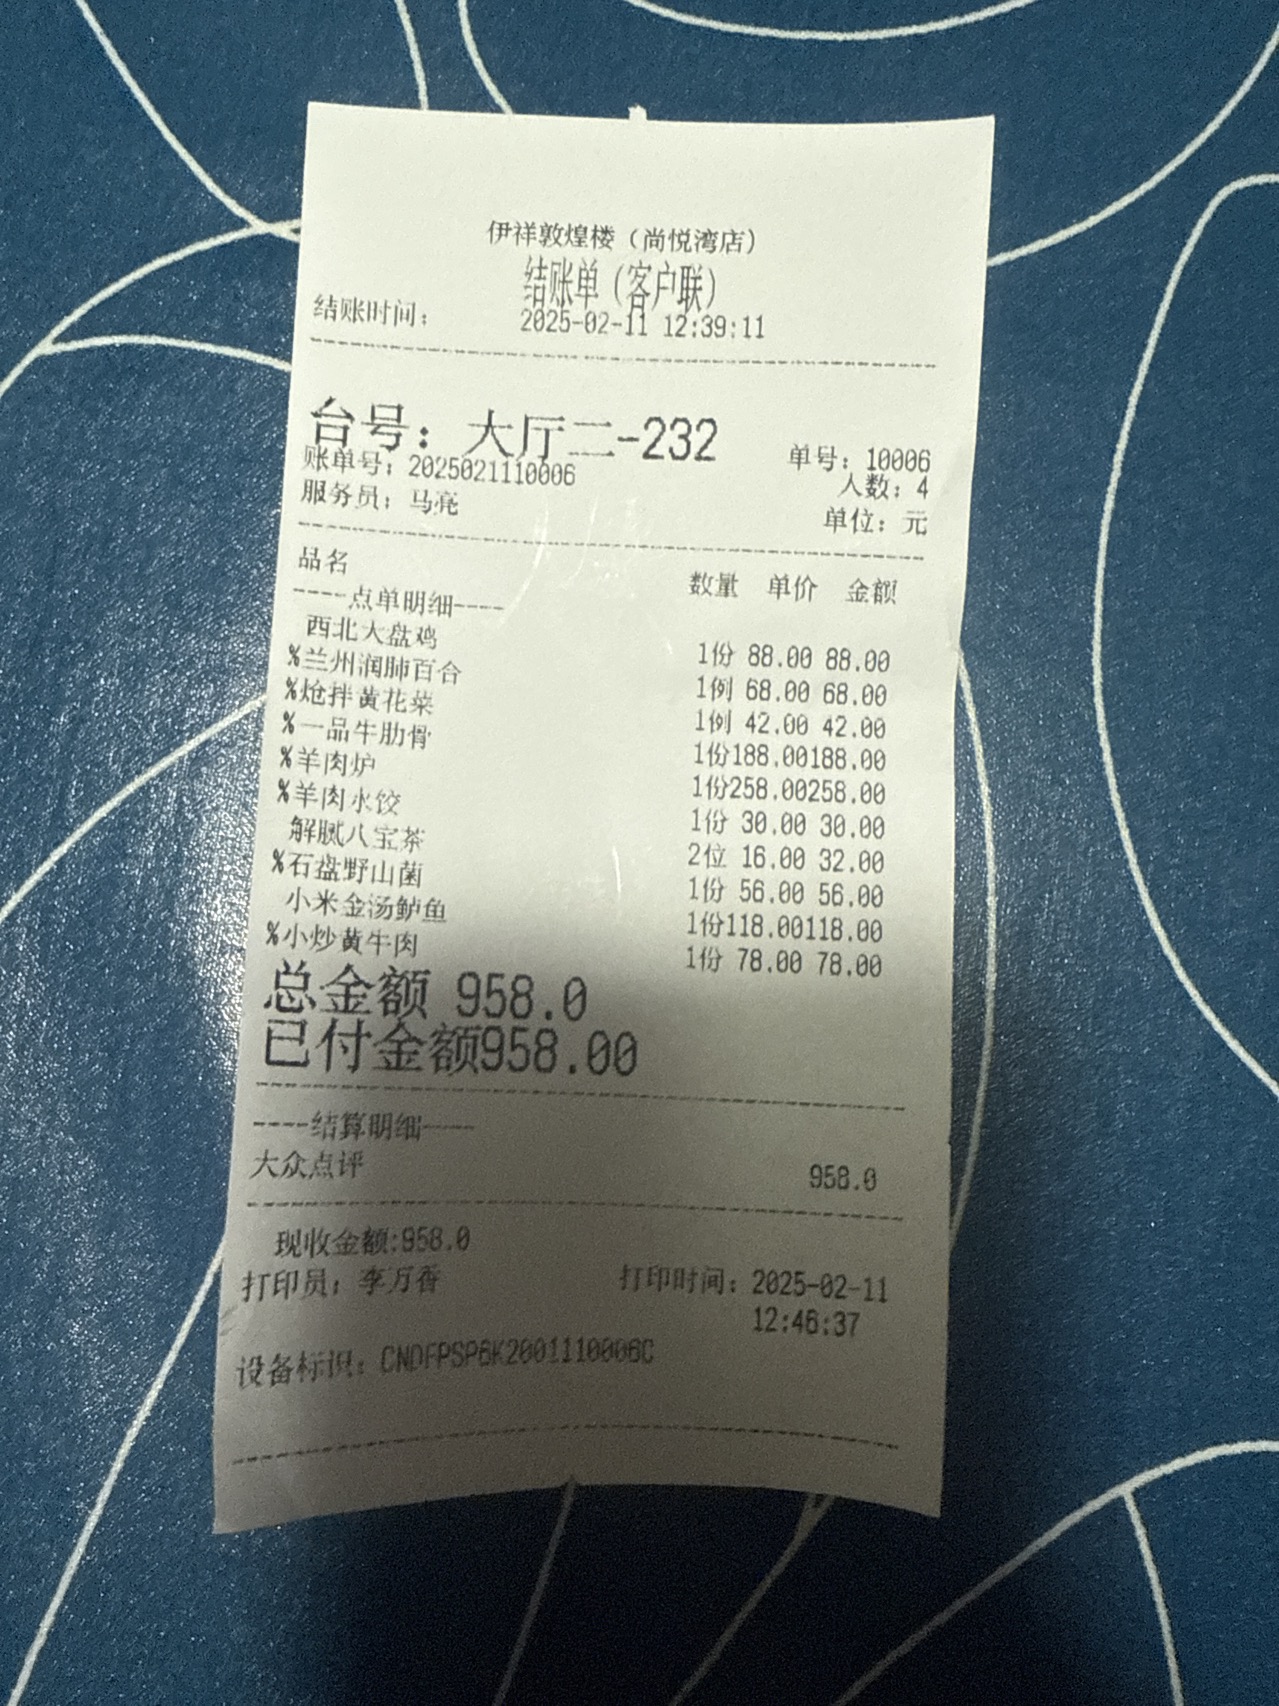 伊祥敦煌楼（尚悦湾店）
结账单（客户联）
结账时间： 2025-02-11 12:39:11
台号：大厅二-232
单号：10006
账单号：2025021110006
人数：4
服务员：马亮
单位：元
品名 数量 单价 金额
----点单明细----
西北大盘鸡 1份 88.00 88.00
%兰州润肺百合 1例 68.00 68.00
%炝拌黄花菜 1例 42.00 42.00
%一品牛肋骨 1份188.00188.00
%羊肉炉 1份258.00258.00
%羊肉水饺 1份 30.00 30.00
解腻八宝茶 2位 16.00 32.00
%石盘野山菌 1份 56.00 56.00
小米金汤鲈鱼 1份118.00118.00
%小炒黄牛肉 1份 78.00 78.00
总金额 958.0
已付金额958.00
----结算明细----
大众点评 958.0
现收金额:958.0
打印员：李万香 打印时间：2025-02-11
12:46:37
设备标识：CNDFPSP6K2001110006C